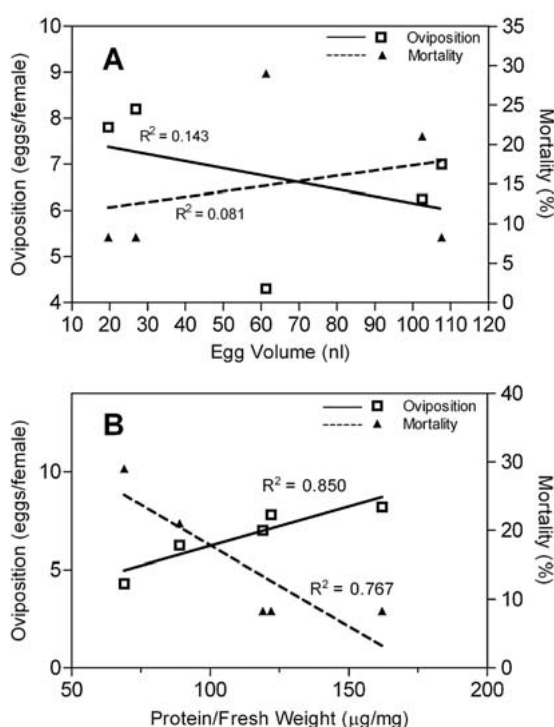 A
Oviposition
Mortality
R² = 0.143
R² = 0.081
Oviposition (eggs/female)
10
9
8
7
6
5
4
Mortality (%)
35
30
25
20
15
10
5
0
10 20 30 40 50 60 70 80 90 100 110 120
Egg Volume (nl)
B
Oviposition
Mortality
R² = 0.850
R² = 0.767
Oviposition (eggs/female)
10
5
0
Mortality (%)
40
30
20
10
0
50 100 150 200
Protein/Fresh Weight (µg/mg)